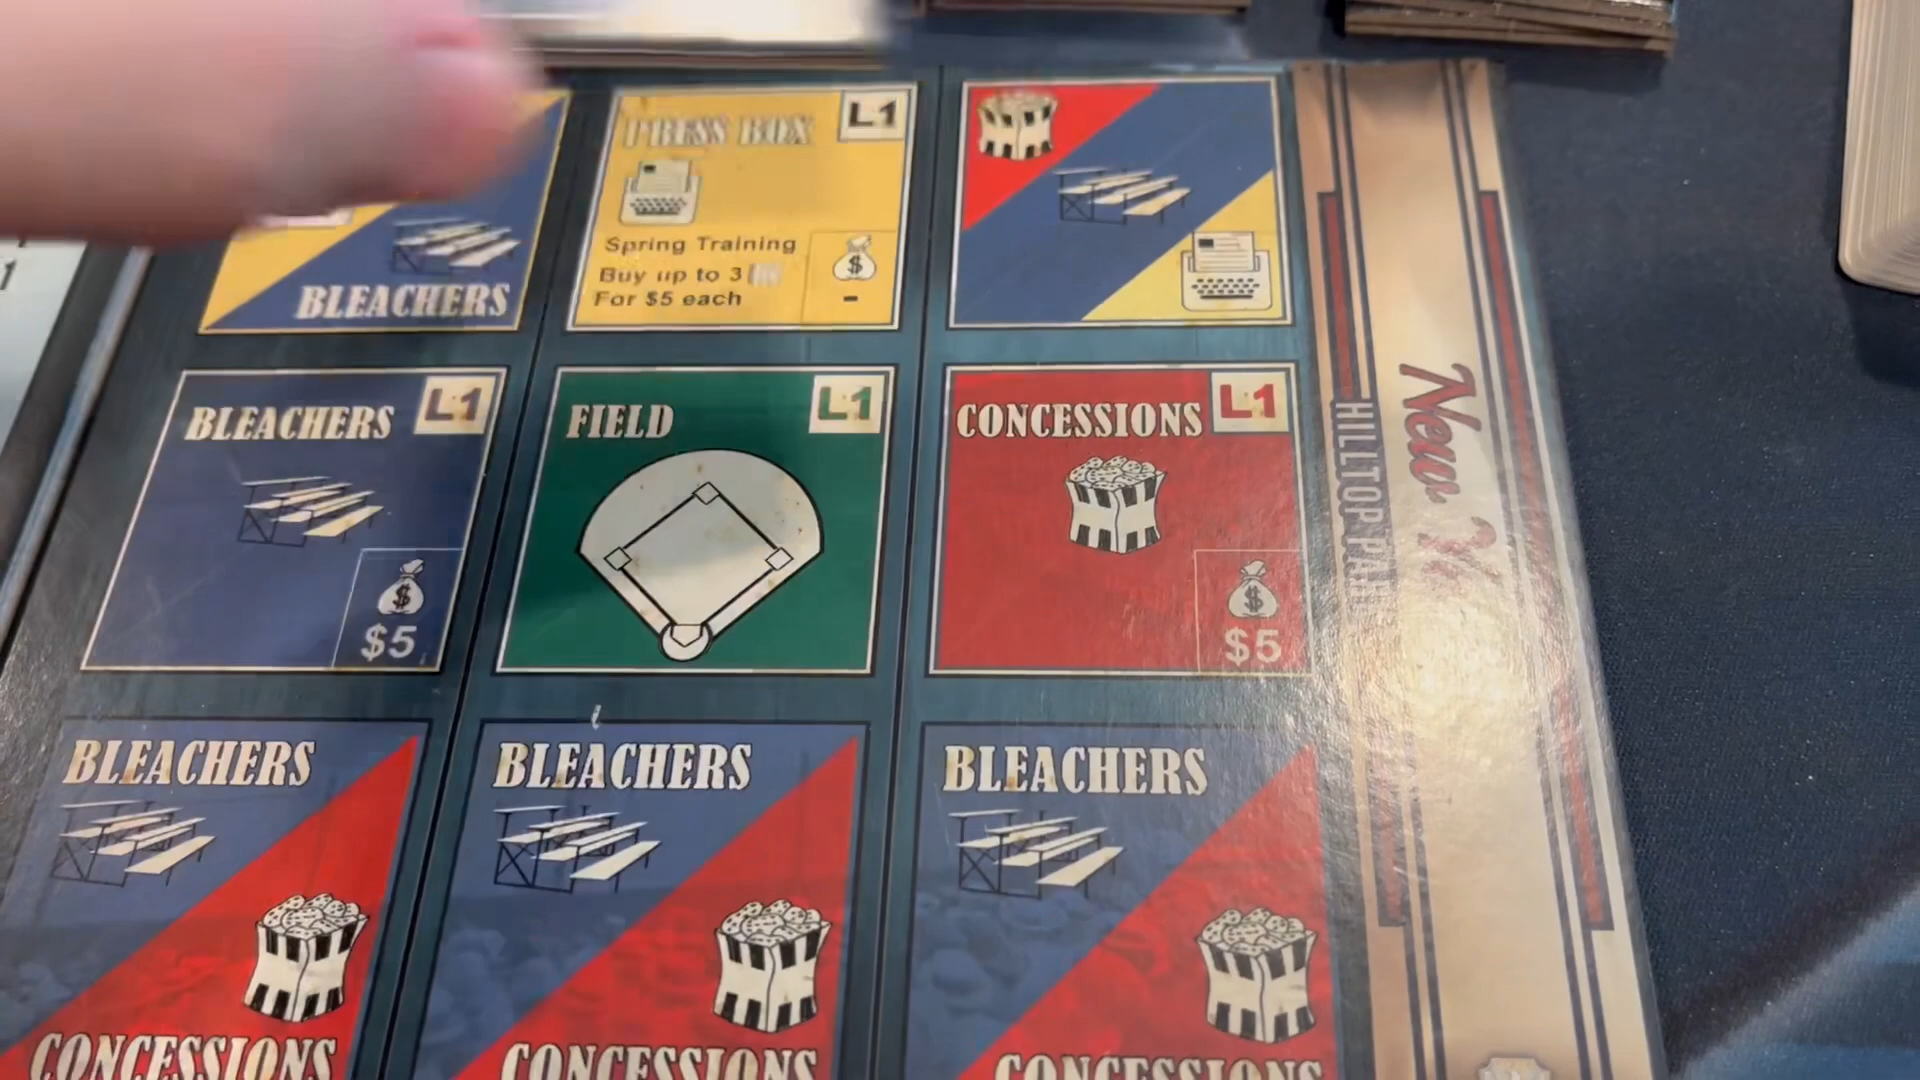 PRESS BOX
L1
BLEACHERS
Spring Training
Buy up to 3
For $5 each
$
-
BLEACHERS
L1
$
$5
FIELD
L1
CONCESSIONS
L1
$
$5
New
HILLTOP
BLEACHERS
CONCESSIONS
BLEACHERS
CONCESSIONS
BLEACHERS
CONCESSIONS